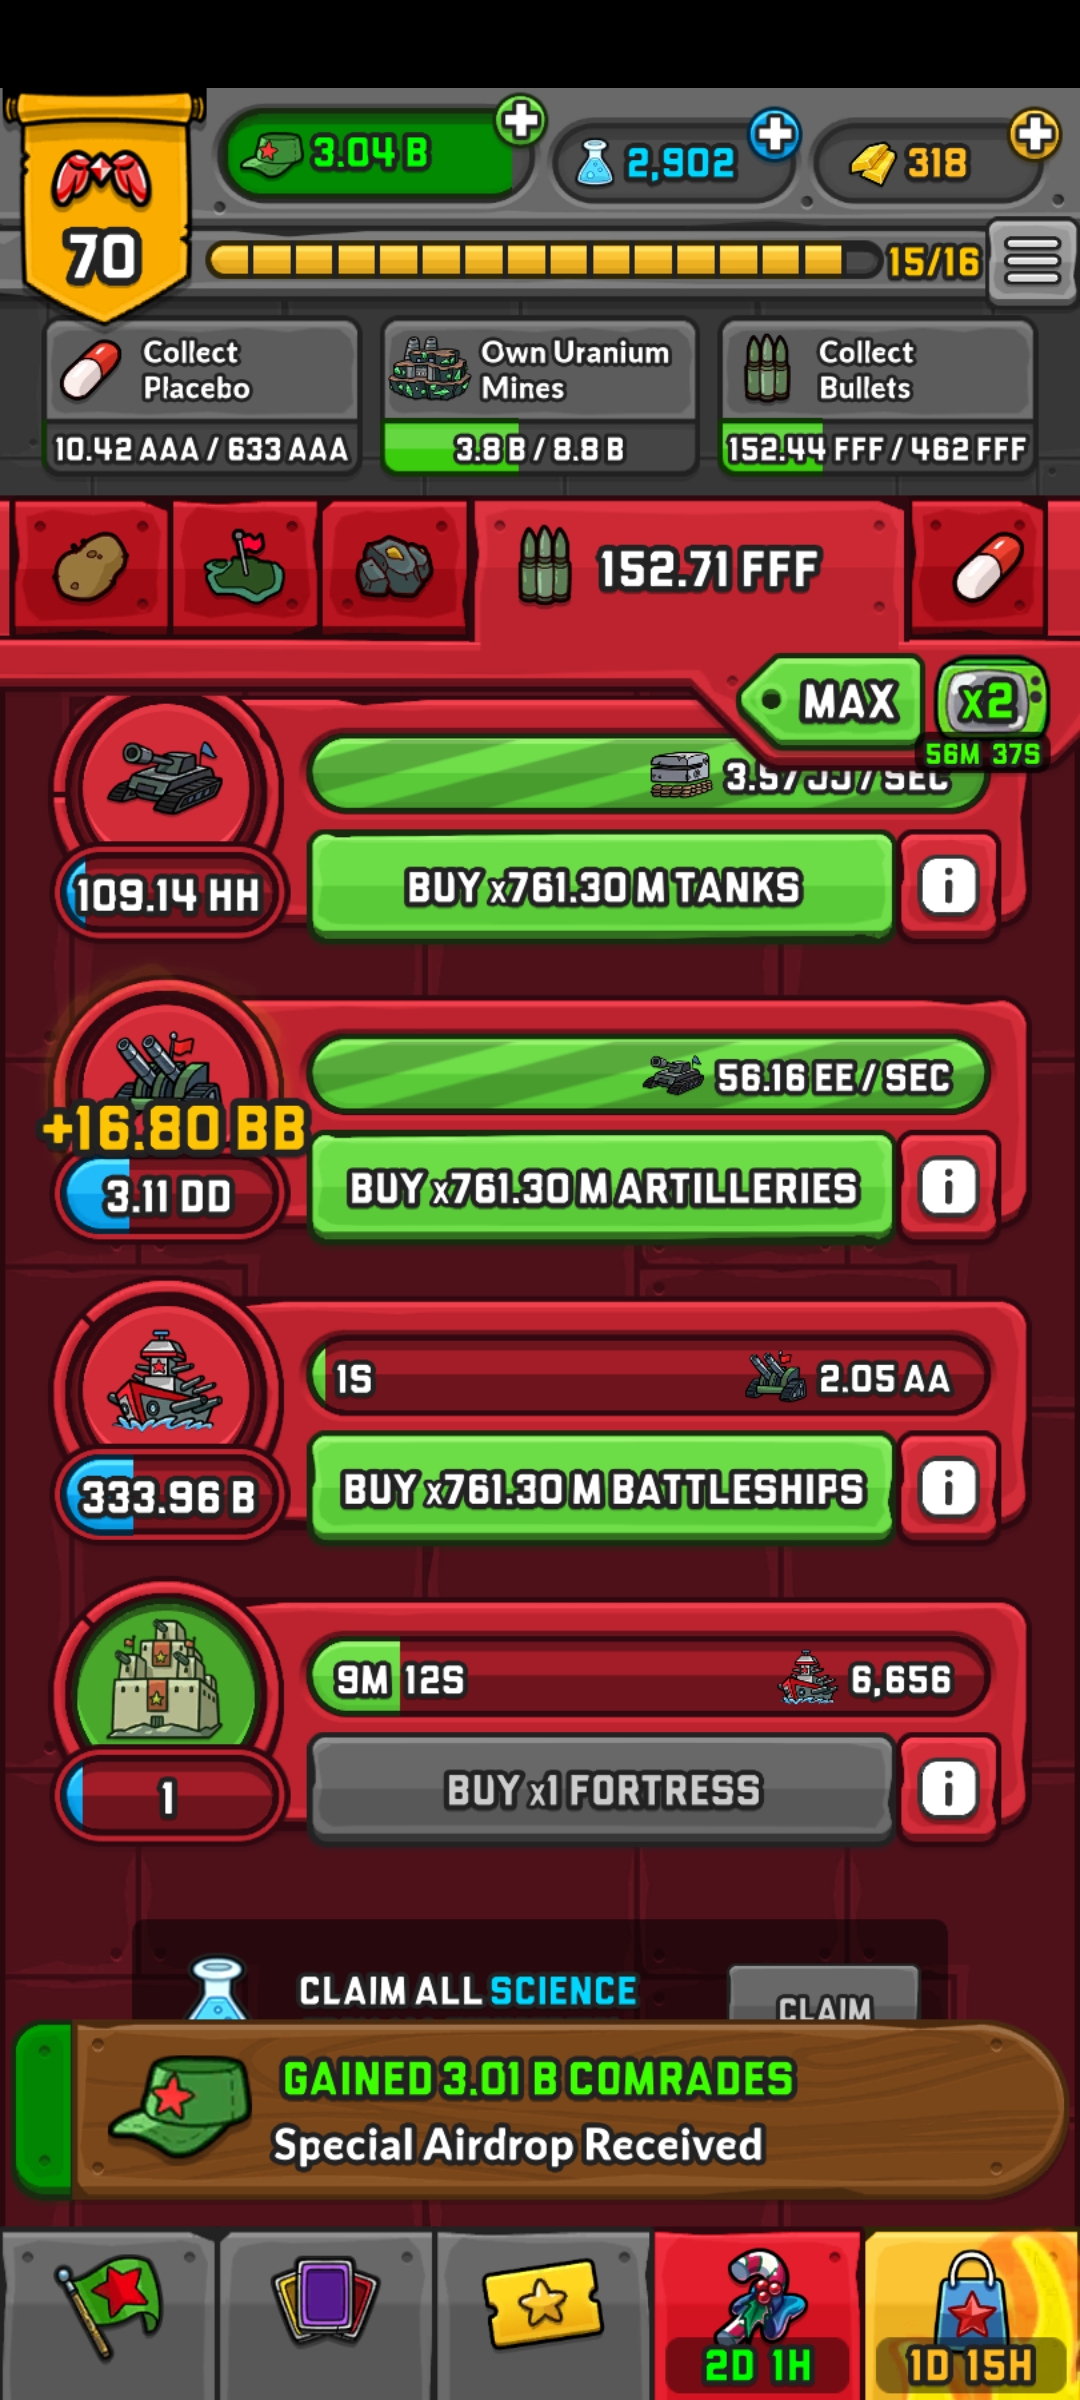 3.04 B
2,902
318
70
15/16
Collect
Placebo
10.42 AAA / 633 AAA
Own Uranium
Mines
3.8 B / 8.8 B
Collect
Bullets
152.44 FFF / 462 FFF
152.71 FFF
MAX
x2
56M 37S
3.57 JJ / SEC
109.14 HH
BUY x761.30 M TANKS
i
+16.80 BB
56.16 EE / SEC
3.11 DD
BUY x761.30 M ARTILLERIES
i
1S
2.05 AA
333.96 B
BUY x761.30 M BATTLESHIPS
i
9M 12S
6,656
1
BUY x1 FORTRESS
i
CLAIM ALL SCIENCE
CLAIM
GAINED 3.01 B COMRADES
Special Airdrop Received
2D 1H
1D 15H